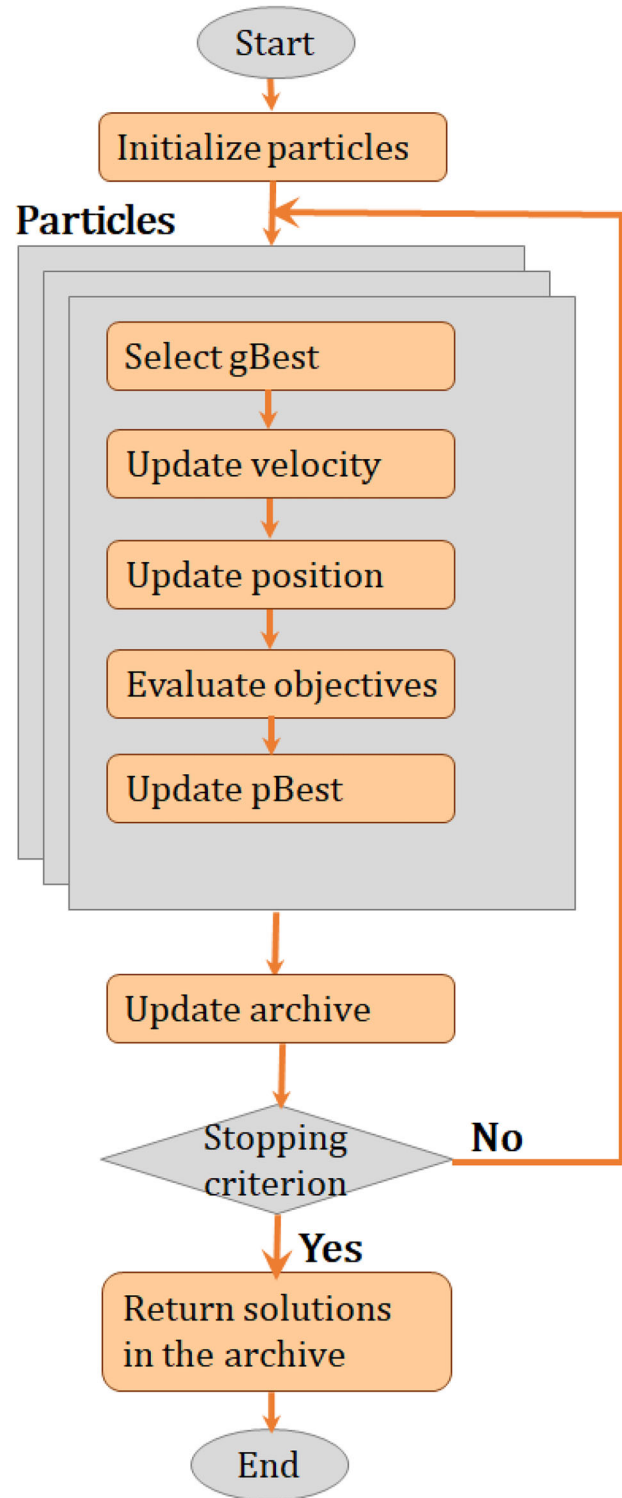 Start
Initialize particles
Particles
Select gBest
Update velocity
Update position
Evaluate objectives
Update pBest
Update archive
Stopping
criterion
No
Yes
Return solutions
in the archive
End